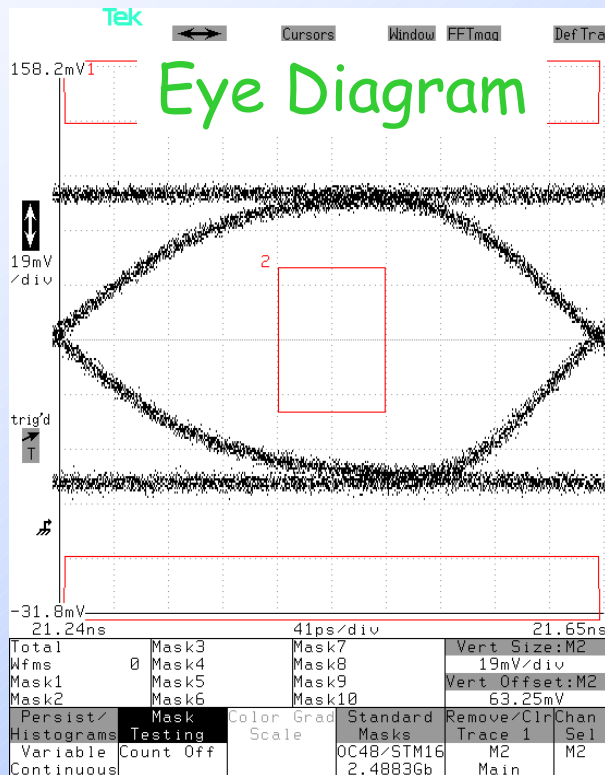 Tek
Cursors Window FFTmag DefTra
158.2mV 1
Eye Diagram
19mV
/div
2
trig'd
T
-31.8mV
21.24ns 41ps/div 21.65ns
Total Mask3 Mask7 Vert Size:M2
Wfms 0 Mask4 Mask8 19mV/div
Mask1 Mask5 Mask9 Vert Offset:M2
Mask2 Mask6 Mask10 63.25mV
Persist/ Mask Color Grad Standard Remove/Clr Chan
Histograms Testing Scale Masks Trace 1 Sel
Variable Count Off OC48/STM16 M2 M2
Continuous 2.4883Gb Main